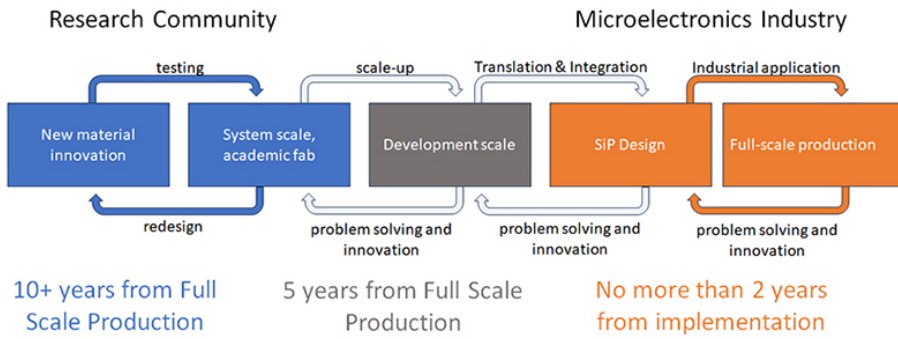 Research Community
Microelectronics Industry
testing
scale-up
Translation & Integration
Industrial application
New material
innovation
System scale,
academic fab
Development scale
SiP Design
Full-scale production
redesign
problem solving and
innovation
problem solving and
innovation
problem solving and
innovation
10+ years from Full
Scale Production
5 years from Full Scale
Production
No more than 2 years
from implementation